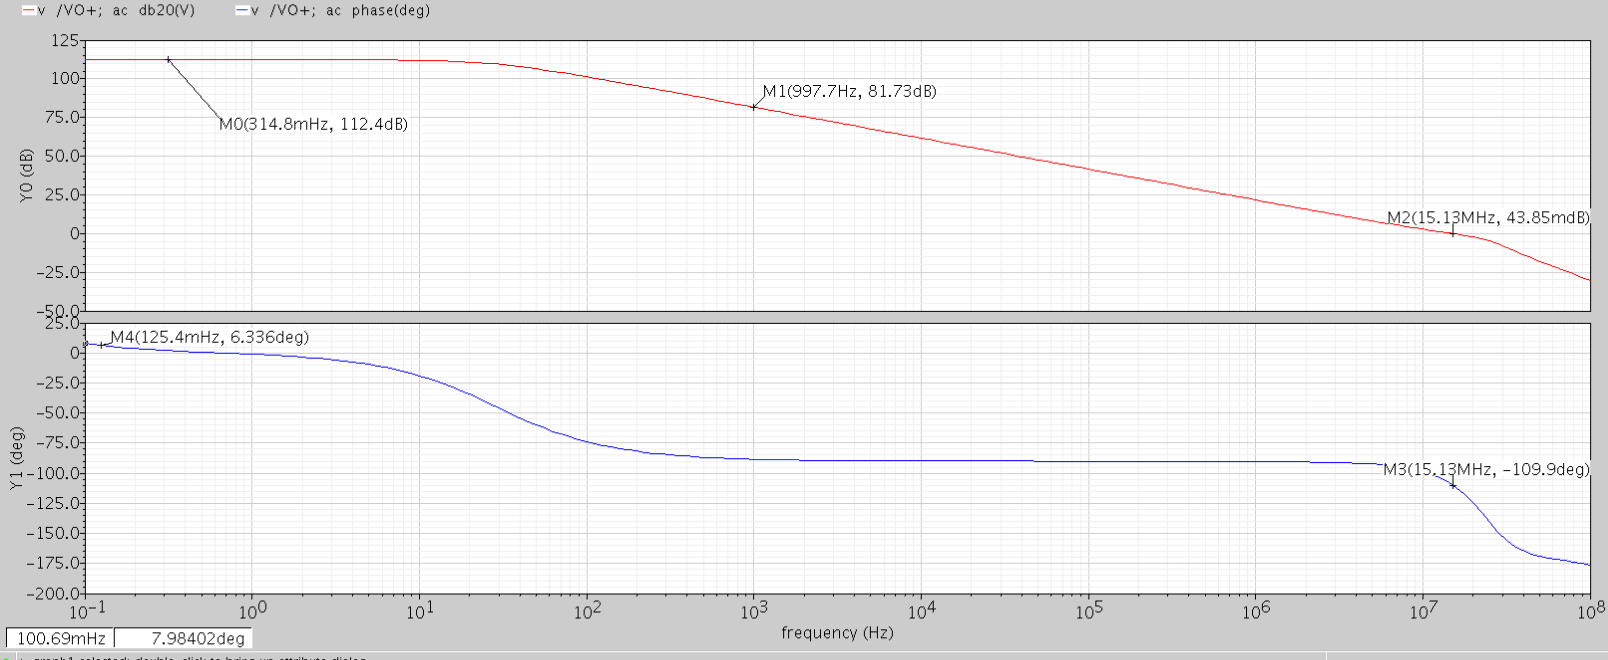 v /VO+; ac db20(V) v /VO+; ac phase(deg)
125
100
75.0
50.0
25.0
0
-25.0
-50.0
Y0 (dB)
M0(314.8mHz, 112.4dB)
M1(997.7Hz, 81.73dB)
M2(15.13MHz, 43.85mdB)
25.0
0
-25.0
-50.0
-75.0
-100.0
-125.0
-150.0
-175.0
-200.0
Y1 (deg)
M4(125.4mHz, 6.336deg)
M3(15.13MHz, -109.9deg)
10-1 100 101 102 103 104 105 106 107 108
frequency (Hz)
100.69mHz 7.98402deg